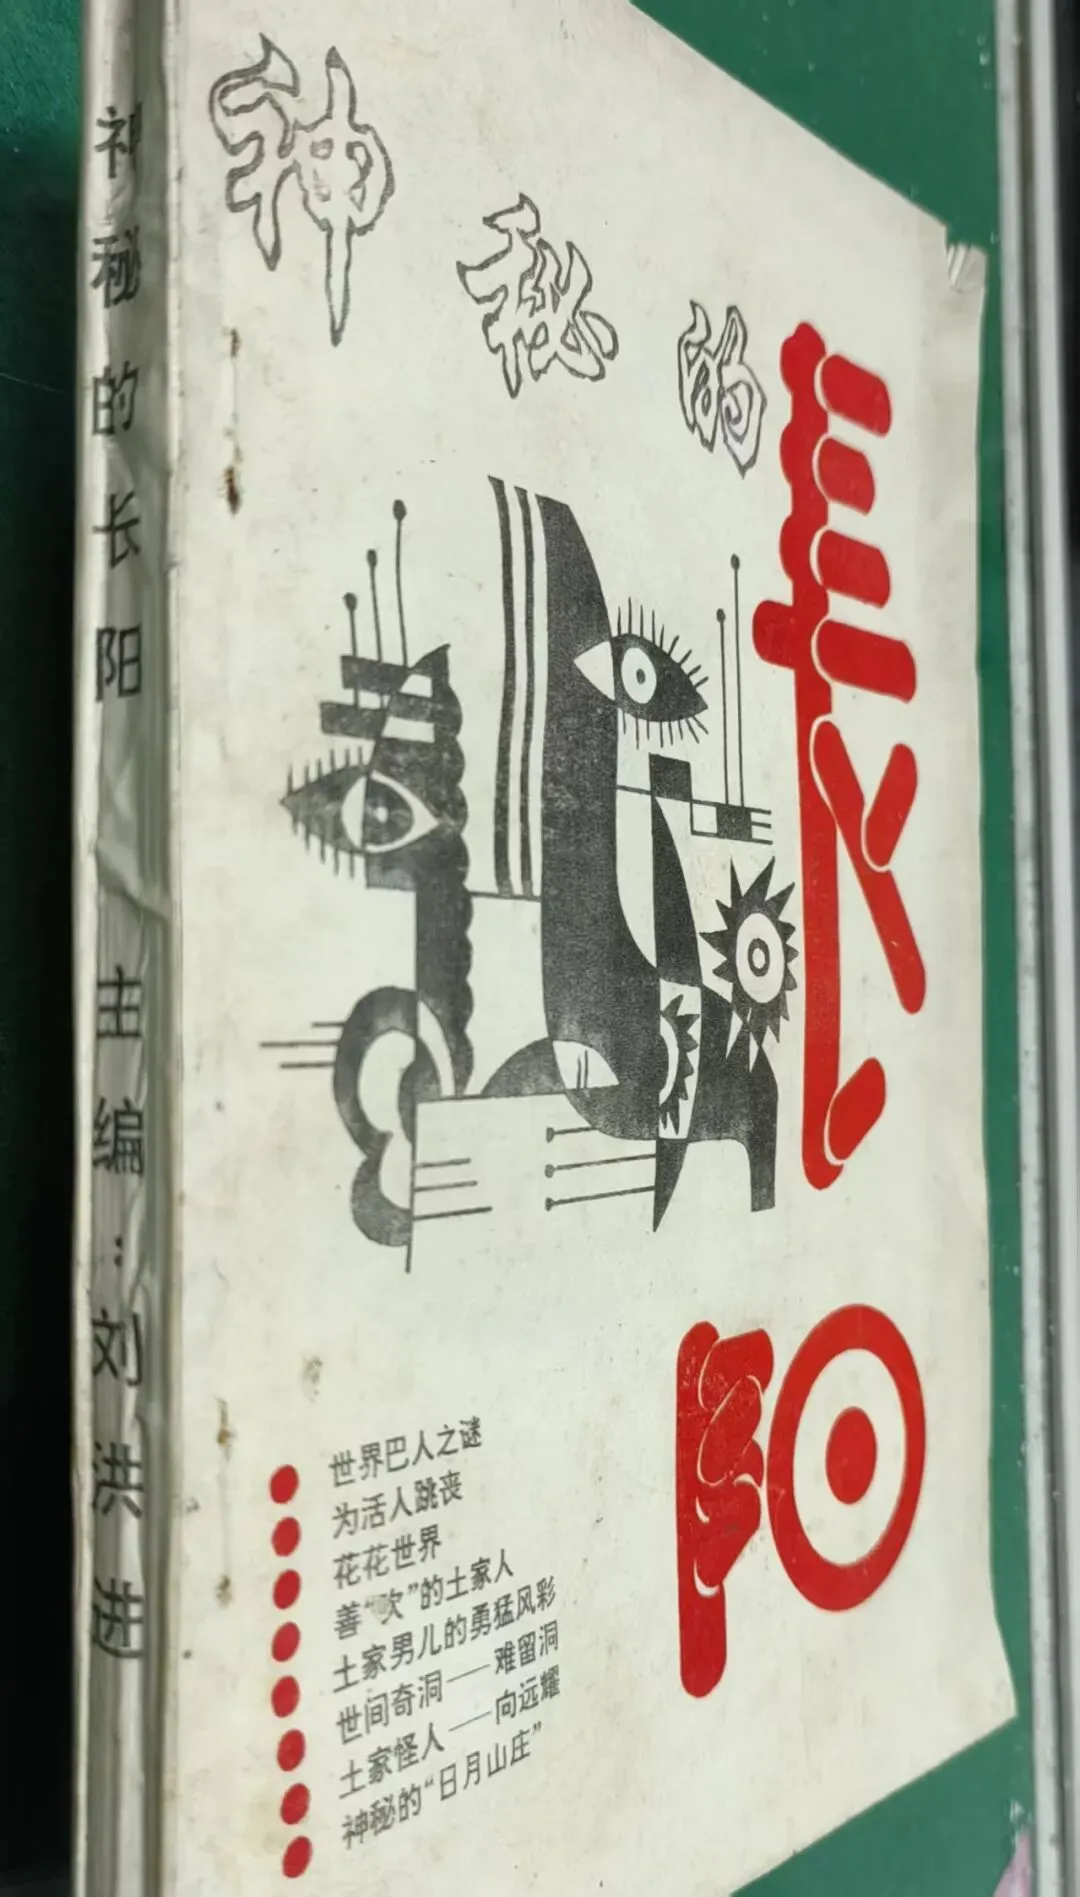 神秘的长阳 主编:刘洪进
神秘的
長阳
世界巴人之谜
为活人跳丧
花花世界
善“吹”的土家人
土家男儿的勇猛风彩
世间奇洞——难留洞
土家怪人——向远耀
神秘的“日月山庄”